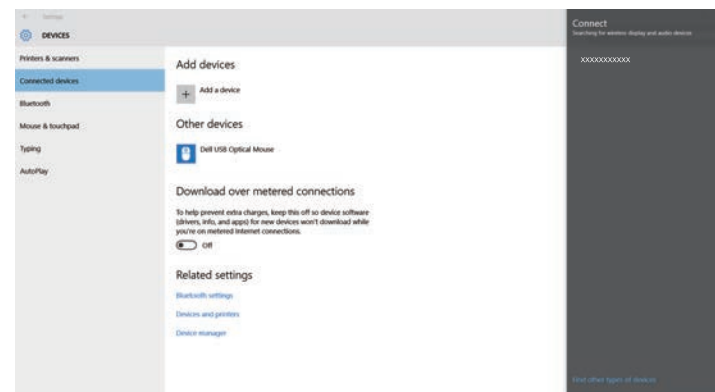 Settings
DEVICES
Printers & scanners
Connected devices
Bluetooth
Mouse & touchpad
Typing
AutoPlay
Add devices
+ Add a device
Other devices
Dell USB Optical Mouse
Download over metered connections
To help prevent extra charges, keep this off so device software
(drivers, info, and apps) for new devices won't download while
you're on metered Internet connections.
Off
Related settings
Bluetooth settings
Devices and printers
Device manager
Connect
Searching for wireless display and audio devices
XXXXXXXXXXX
Find other types of devices